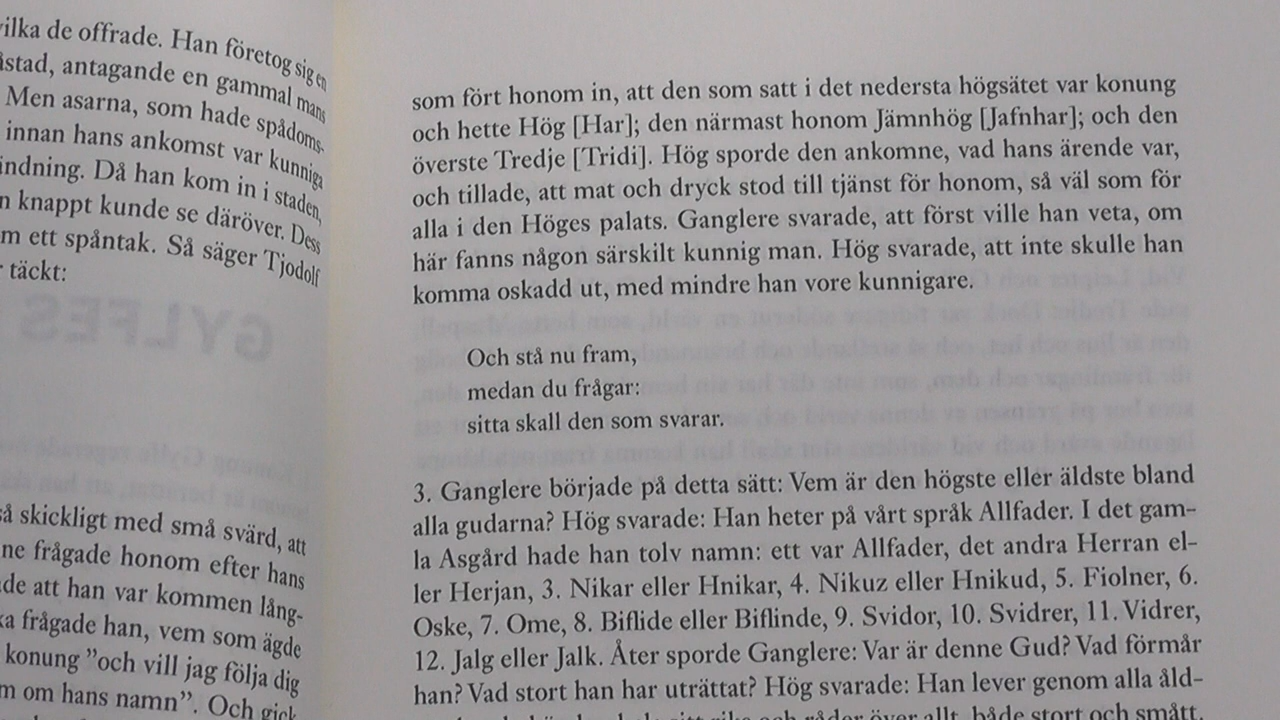 vilka de offrade. Han företog sig en
antagande en gammal mans
Men asarna, som hade spådoms-
innan hans ankomst var kunniga
Då han kom in i staden,
knappt kunde se däröver. Dess
ett spåntak. Så säger Tjodolf
täckt:
GYLFES
så skickligt med små svärd, att
frågade honom efter hans
att han var kommen lång-
frågade han, vem som ägde
konung ”och vill jag följa dig
om hans namn”. Och gick
som fört honom in, att den som satt i det nedersta högsätet var konung
och hette Hög [Har]; den närmast honom Jämnhög [Jafnhar]; och den
överste Tredje [Tridi]. Hög sporde den ankomne, vad hans ärende var,
och tillade, att mat och dryck stod till tjänst för honom, så väl som för
alla i den Höges palats. Ganglere svarade, att först ville han veta, om
här fanns någon särskilt kunnig man. Hög svarade, att inte skulle han
komma oskadd ut, med mindre han vore kunnigare.
Och stå nu fram,
medan du frågar:
sitta skall den som svarar.
3. Ganglere började på detta sätt: Vem är den högste eller äldste bland
alla gudarna? Hög svarade: Han heter på vårt språk Allfader. I det gam-
la Asgård hade han tolv namn: ett var Allfader, det andra Herran el-
ler Herjan, 3. Nikar eller Hnikar, 4. Nikuz eller Hnikud, 5. Fiolner, 6.
Oske, 7. Ome, 8. Biflide eller Biflinde, 9. Svidor, 10. Svidrer, 11. Vidrer,
12. Jalg eller Jalk. Åter sporde Ganglere: Var är denne Gud? Vad förmår
han? Vad stort han har uträttat? Hög svarade: Han lever genom alla åld-
rike och råder över allt, både stort och smått.